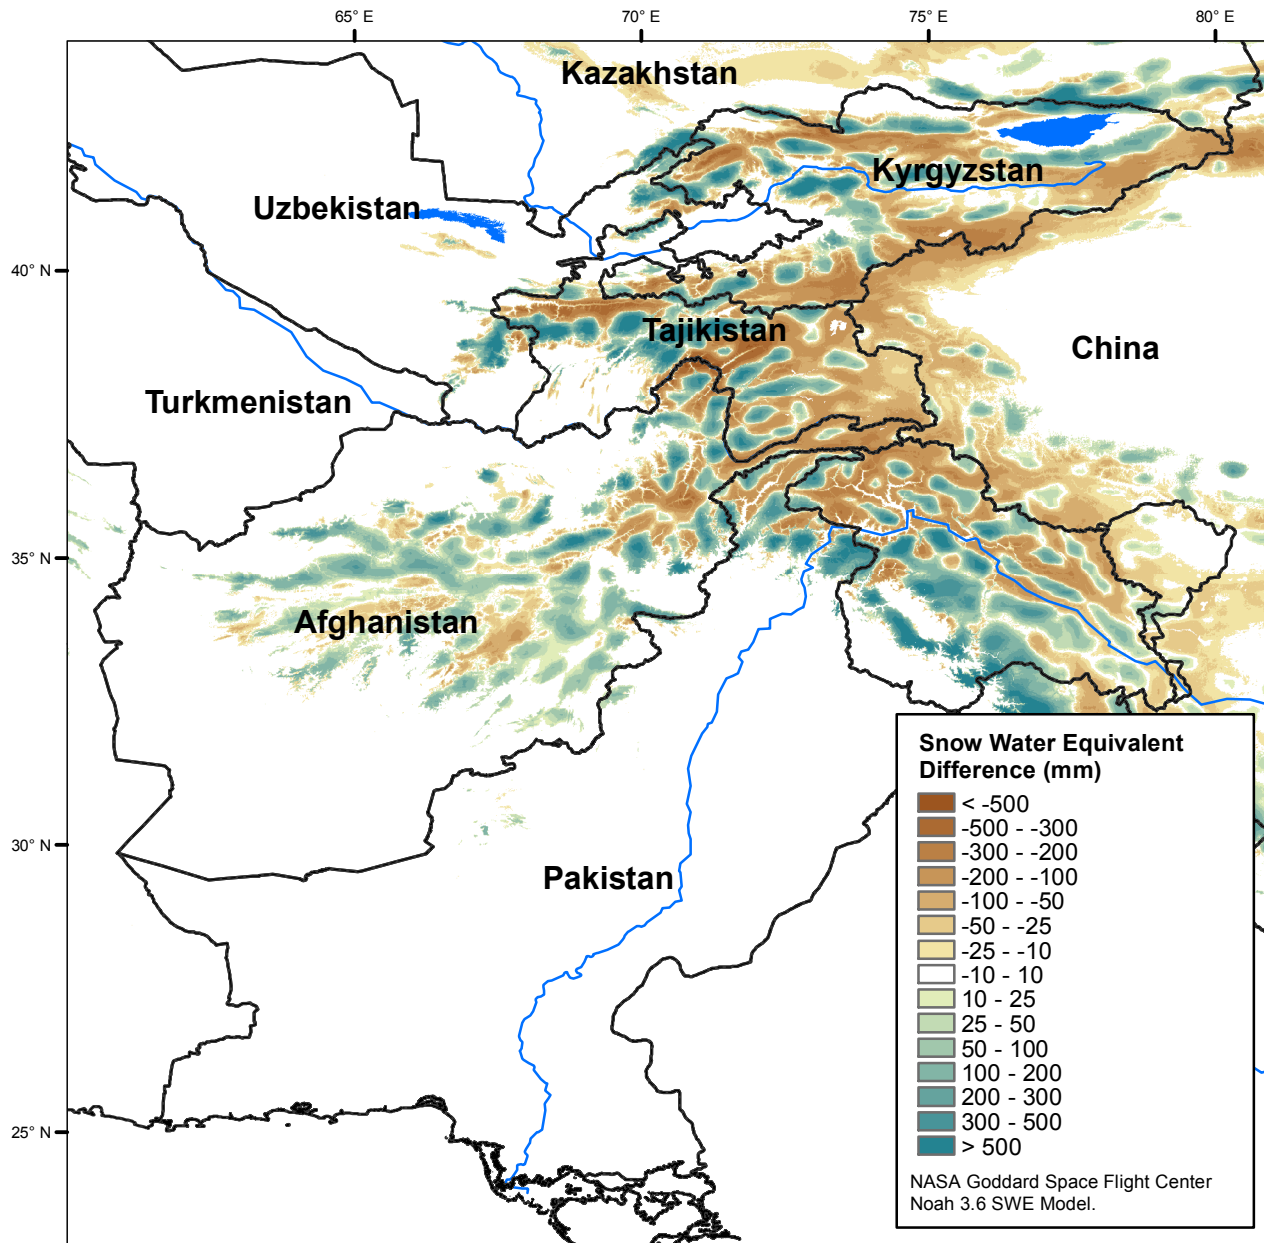 65° E
70° E
75° E
80° E
Kazakhstan
Kyrgyzstan
Uzbekistan
40° N
Tajikistan
China
Turkmenistan
35° N
Afghanistan
Snow Water Equivalent
Difference (mm)
< -500
-500 - -300
-300 - -200
-200 - -100
-100 - -50
-50 - -25
-25 - -10
-10 - 10
10 - 25
25 - 50
50 - 100
100 - 200
200 - 300
300 - 500
> 500
NASA Goddard Space Flight Center
Noah 3.6 SWE Model.
30° N
Pakistan
25° N